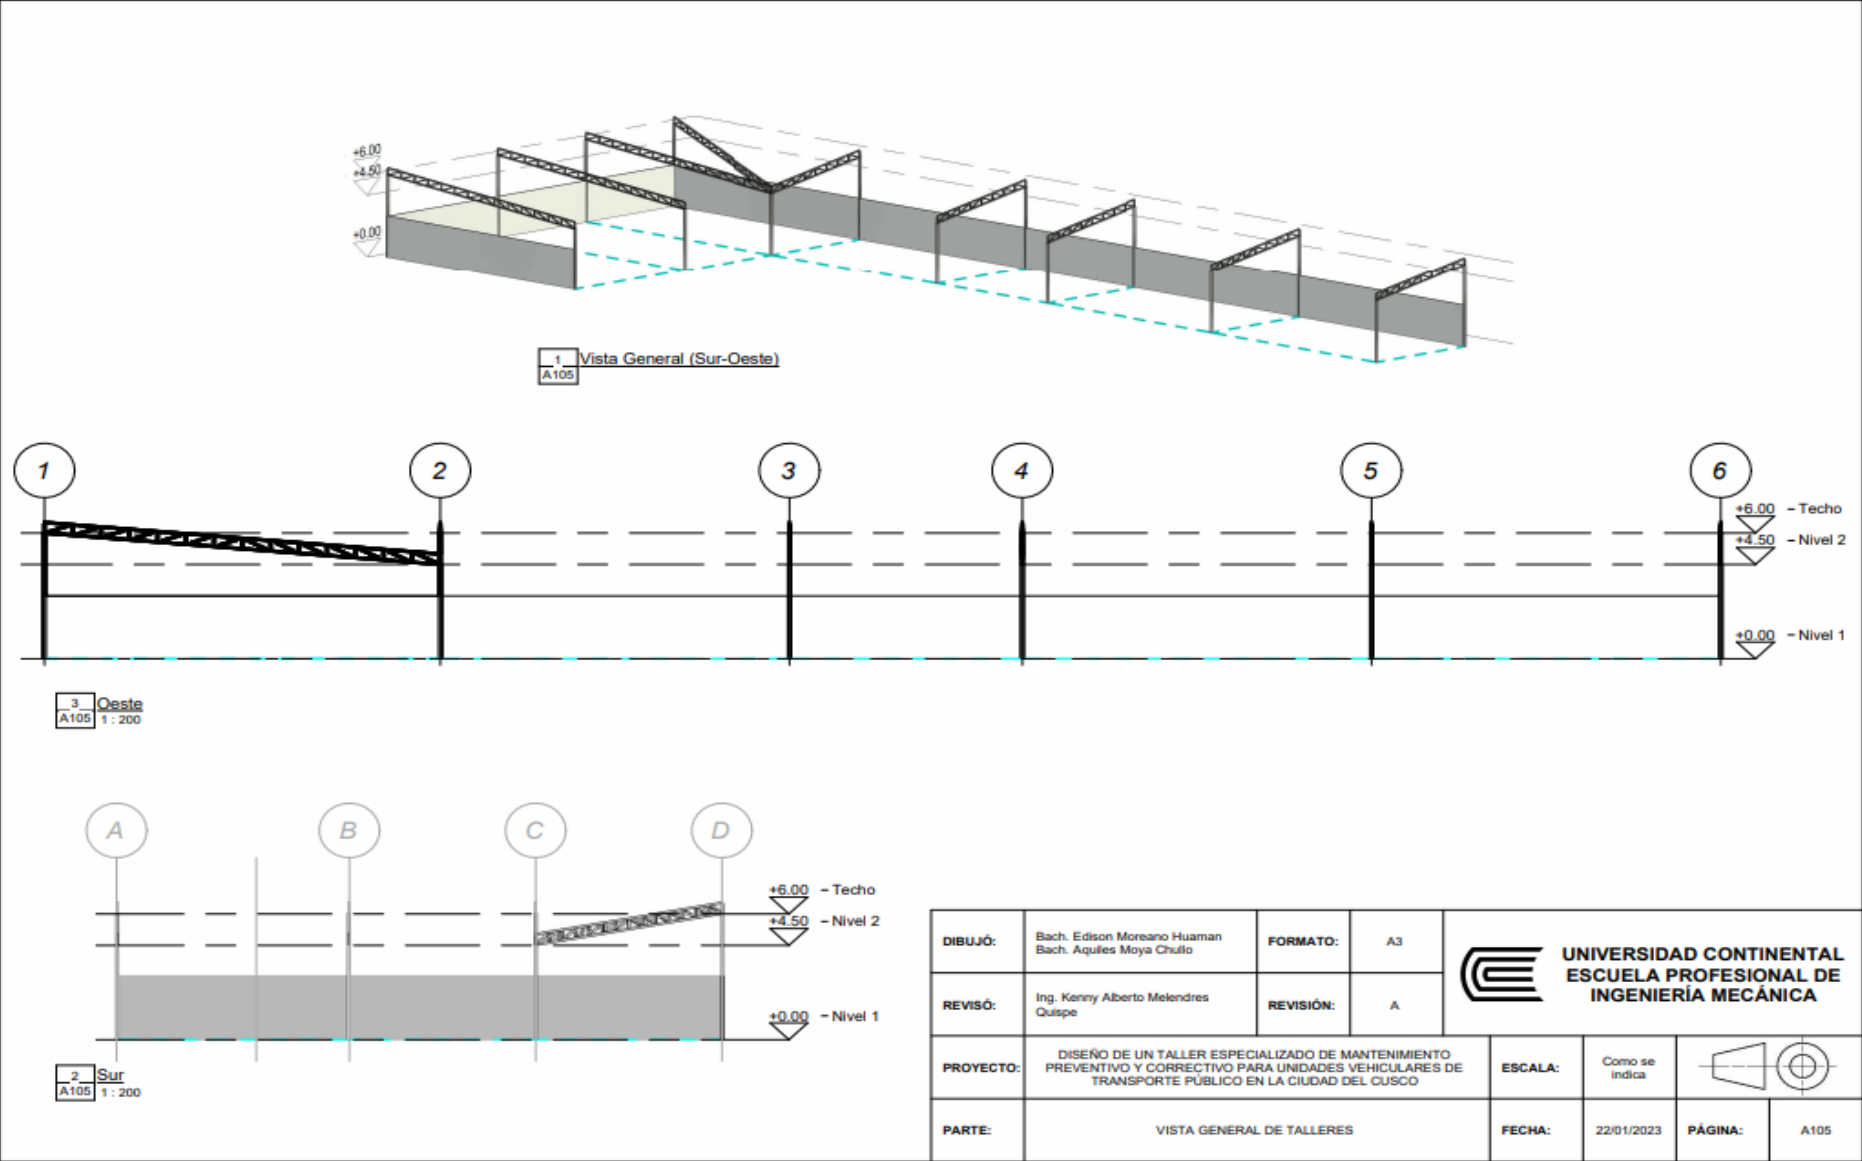 +6.00
+4.50
+0.00
1
A105
Vista General (Sur-Oeste)
1
2
3
4
5
6
+6.00 – Techo
+4.50 – Nivel 2
+0.00 – Nivel 1
3
A105
Oeste
1 : 200
A
B
C
D
+6.00 – Techo
+4.50 – Nivel 2
+0.00 – Nivel 1
2
A105
Sur
1 : 200
DIBUJÓ:
Bach. Edison Moreano Huaman
Bach. Aquiles Moya Chullo
FORMATO:
A3
REVISÓ:
Ing. Kenny Alberto Melendres
Quispe
REVISIÓN:
A
UNIVERSIDAD CONTINENTAL
ESCUELA PROFESIONAL DE
INGENIERÍA MECÁNICA
PROYECTO:
DISEÑO DE UN TALLER ESPECIALIZADO DE MANTENIMIENTO
PREVENTIVO Y CORRECTIVO PARA UNIDADES VEHICULARES DE
TRANSPORTE PÚBLICO EN LA CIUDAD DEL CUSCO
ESCALA:
Como se
indica
PARTE:
VISTA GENERAL DE TALLERES
FECHA:
22/01/2023
PÁGINA:
A105